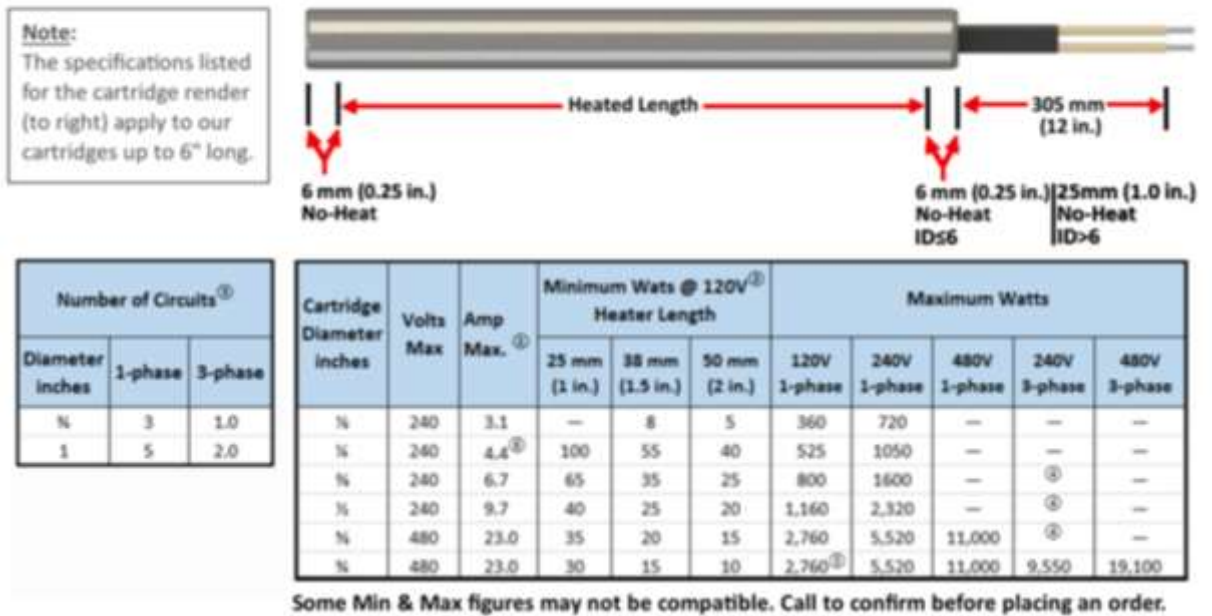 Note:
The specifications listed
for the cartridge render
(to right) apply to our
cartridges up to 6" long.
Heated Length
305 mm
(12 in.)
6 mm (0.25 in.)
No-Heat
6 mm (0.25 in.)
No-Heat
ID≤6
25mm (1.0 in.)
No-Heat
ID>6
Number of Circuits
Diameter inches 1-phase 3-phase
¾ 3 1.0
1 5 2.0
Cartridge Diameter inches
Volts Max
Amp Max. ①
Minimum Wats @ 120V
Heater Length
Maximum Watts
25 mm (1 in.) 38 mm (1.5 in.) 50 mm (2 in.) 120V 1-phase 240V 1-phase 480V 1-phase 240V 3-phase 480V 3-phase
240 3.1 — 8 5 360 720 — — —
240 4.4 100 55 40 525 1050 — — —
240 6.7 65 35 25 800 1600 — ④ —
240 9.7 40 25 20 1,160 2,320 — ④ —
480 23.0 35 20 15 2,760 5,520 11,000 ④ —
480 23.0 30 15 10 2,760 5,520 11,000 9,550 19,100
Some Min & Max figures may not be compatible. Call to confirm before placing an order.